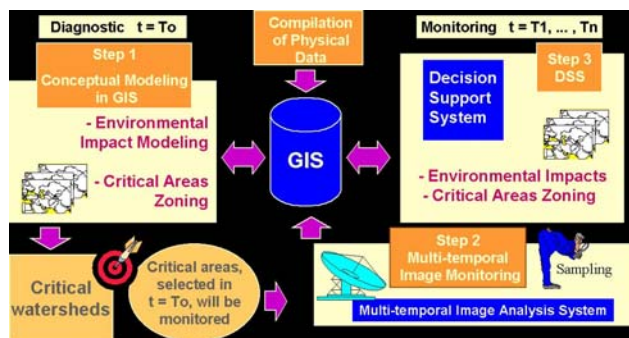 Diagnostic t = To
Step 1
Conceptual Modeling
in GIS
- Environmental
Impact Modeling
- Critical Areas
Zoning
Compilation
of Physical
Data
GIS
Monitoring t = T1, ... , Tn
Step 3
DSS
Decision
Support
System
- Environmental Impacts
- Critical Areas Zoning
Critical
watersheds
Critical areas,
selected in
t = To, will be
monitored
Step 2
Multi-temporal
Image Monitoring
Sampling
Multi-temporal Image Analysis System